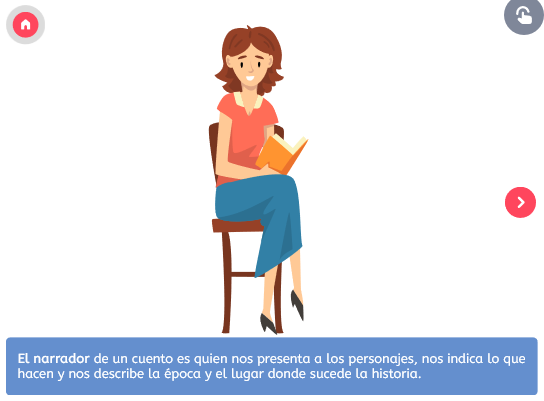 El narrador de un cuento es quien nos presenta a los personajes, nos indica lo que
hacen y nos describe la época y el lugar donde sucede la historia.